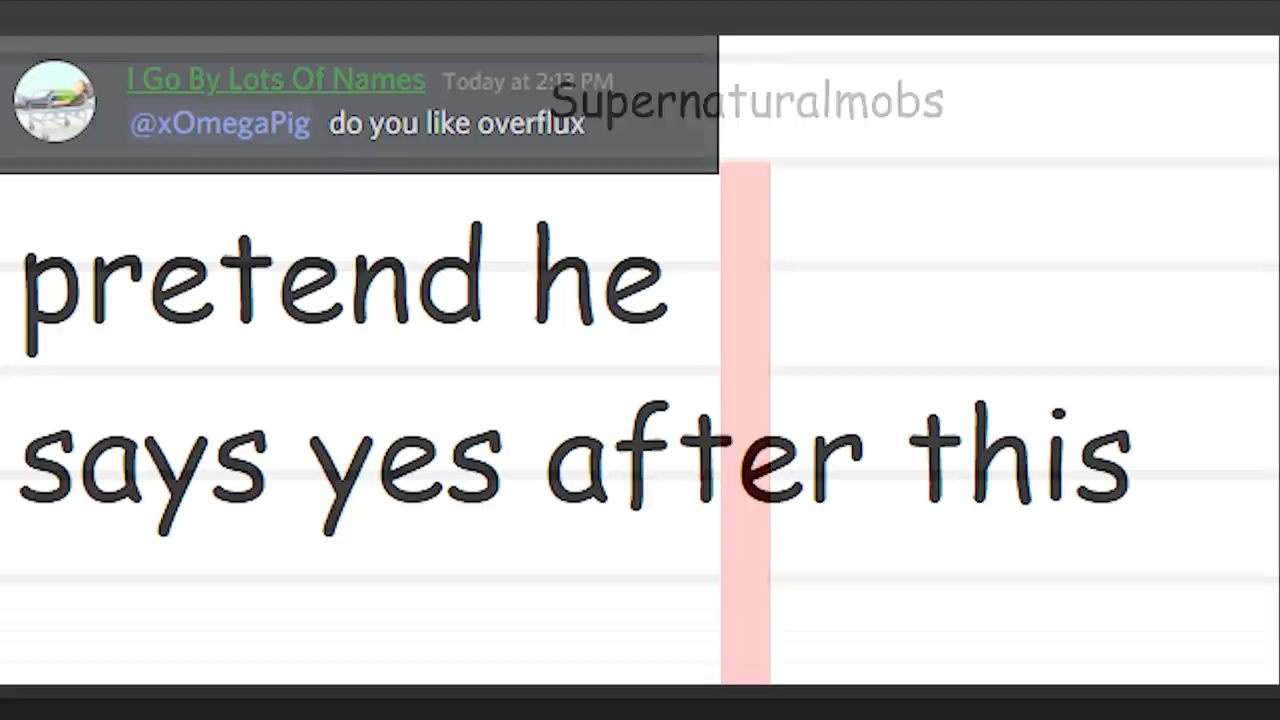 I Go By Lots Of Names Today at 2:13 PM
@xOmegaPig do you like overflux
Supernaturalmobs
pretend he
says yes after this